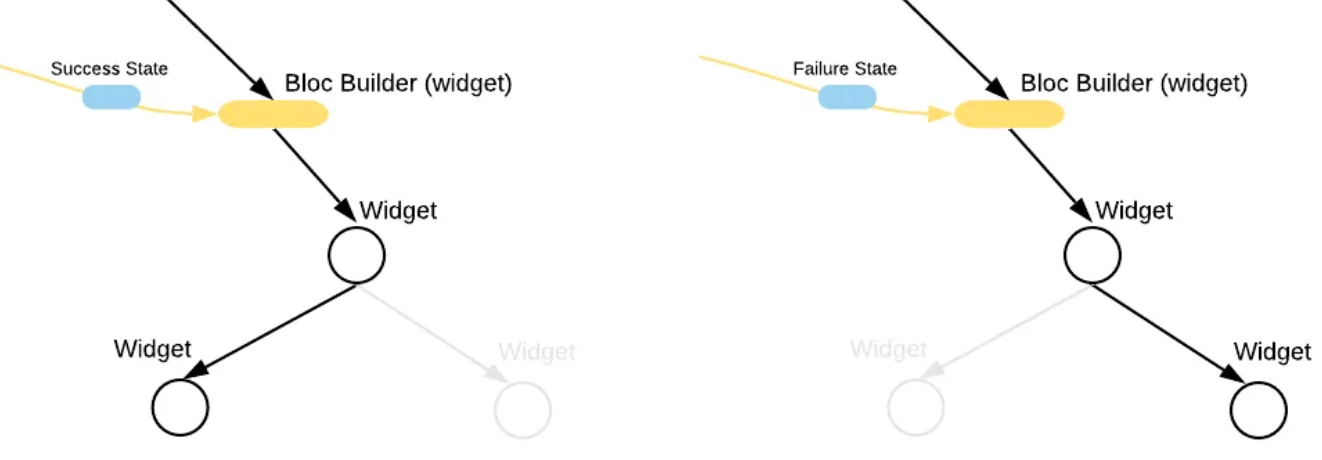 Success State
Bloc Builder (widget)
Widget
Widget
Widget
Failure State
Bloc Builder (widget)
Widget
Widget
Widget